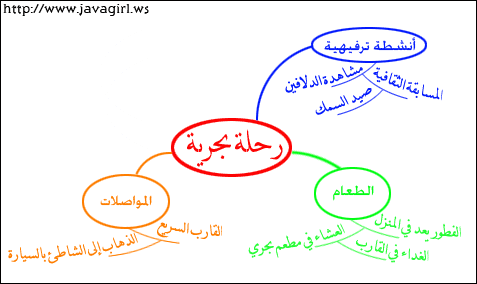 http://www.javagirl.ws
رحلة بحرية
أنشطة ترفيهية
المسابقة الثقافية
مشاهدة الدلافين
صيد السمك
الطعام
الفطور يعد في المنزل
الغداء في القارب
العشاء في مطعم بحري
المواصلات
القارب السريع
الذهاب إلى الشاطئ بالسيارة